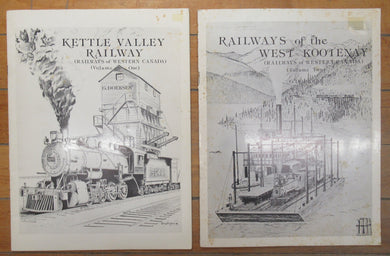 KETTLE VALLEY
RAILWAY
(RAILWAYS of WESTERN CANADA)
(Volume One)
G. DOEKSEN
RAILWAYS of the
WEST KOOTENAY
(RAILWAYS of WESTERN CANADA)
(Volume Two)